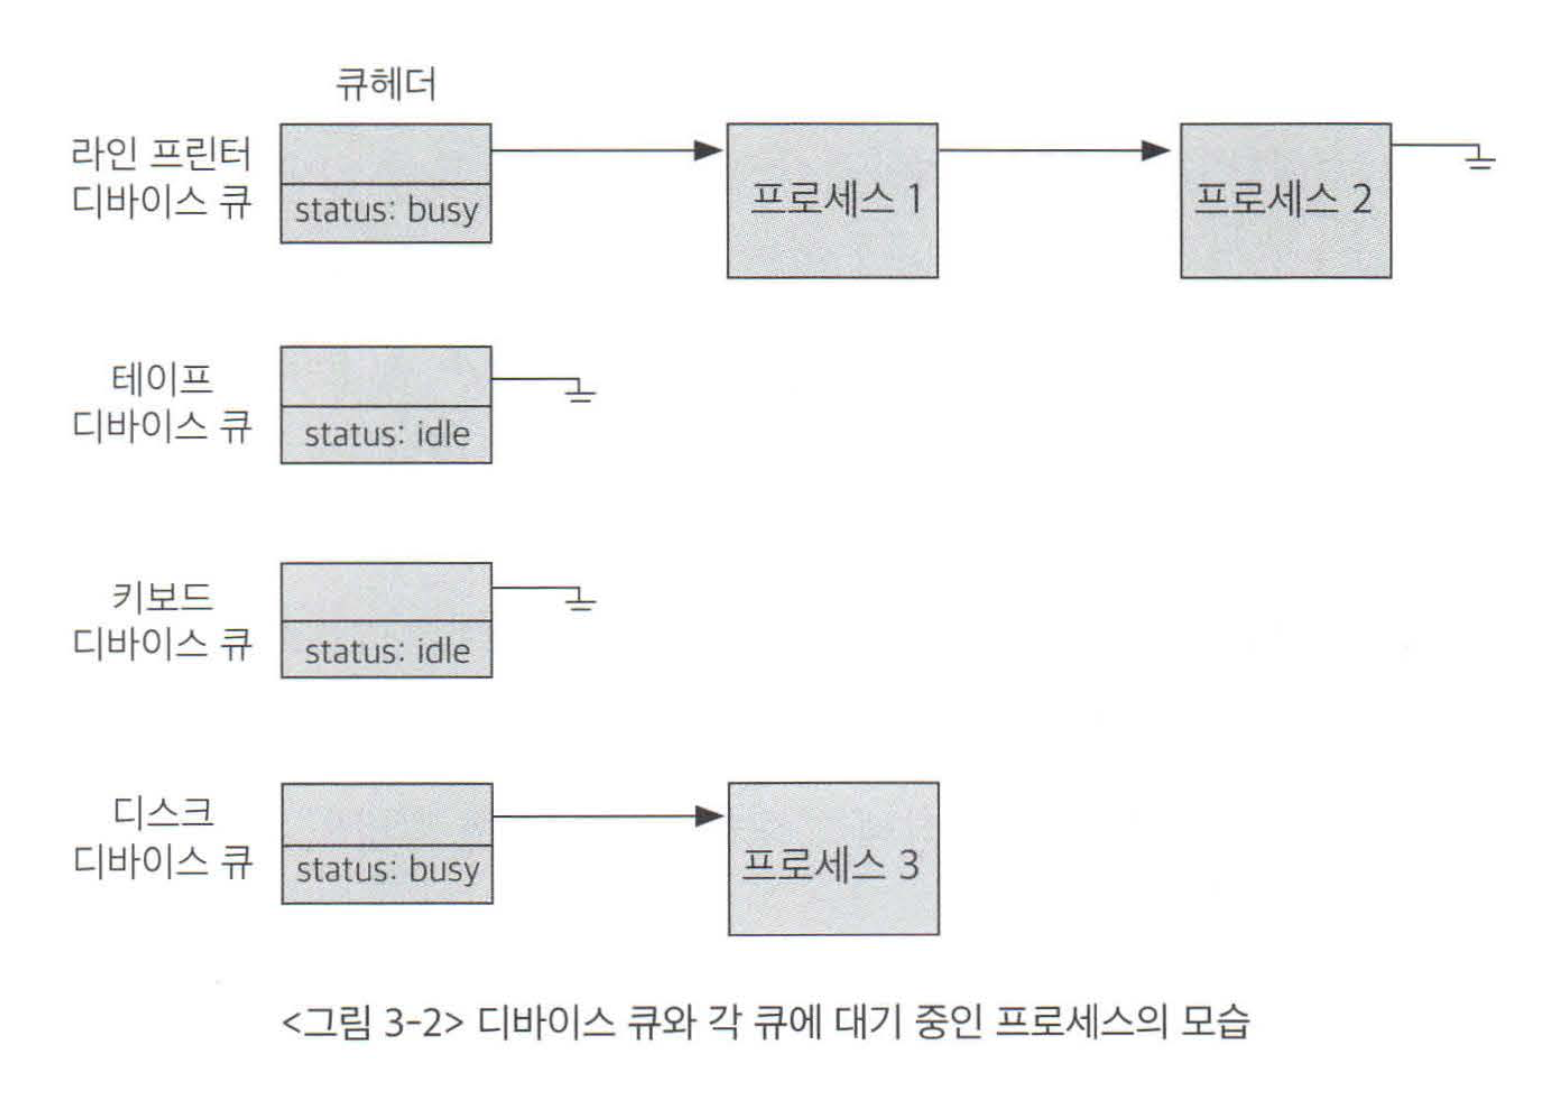 큐헤더
라인 프린터
디바이스 큐
status: busy
프로세스 1
프로세스 2
테이프
디바이스 큐
status: idle
키보드
디바이스 큐
status: idle
디스크
디바이스 큐
status: busy
프로세스 3
<그림 3-2> 디바이스 큐와 각 큐에 대기 중인 프로세스의 모습